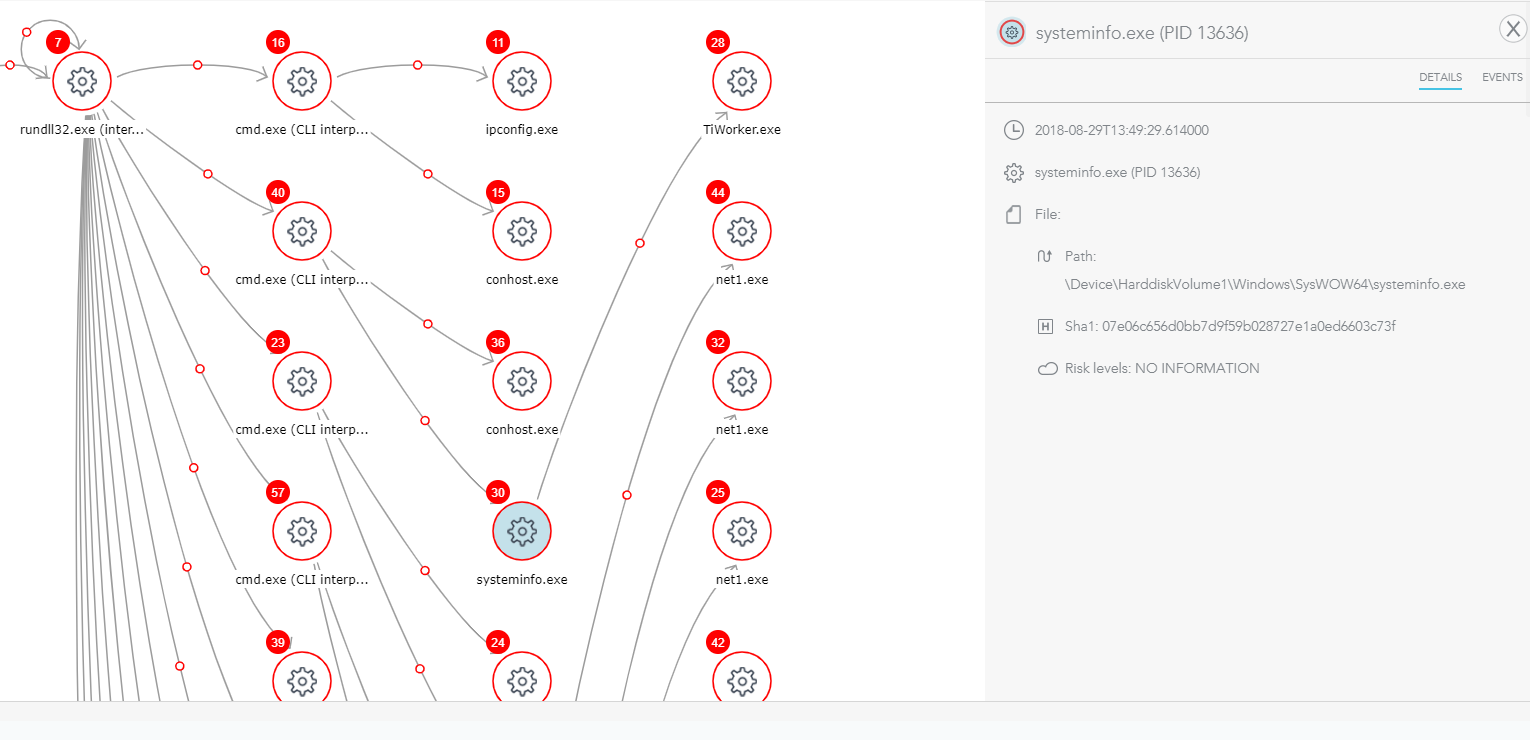 7
rundll32.exe (inter...
16
cmd.exe (CLI interp...
11
ipconfig.exe
28
TiWorker.exe
40
cmd.exe (CLI interp...
15
conhost.exe
44
net1.exe
23
cmd.exe (CLI interp...
36
conhost.exe
32
net1.exe
57
cmd.exe (CLI interp...
30
systeminfo.exe
25
net1.exe
39
24
42
systeminfo.exe (PID 13636)
X
DETAILS EVENTS
2018-08-29T13:49:29.614000
systeminfo.exe (PID 13636)
File:
Path:
\Device\HarddiskVolume1\Windows\SysWOW64\systeminfo.exe
H Sha1: 07e06c656d0bb7d9f59b028727e1a0ed6603c73f
Risk levels: NO INFORMATION